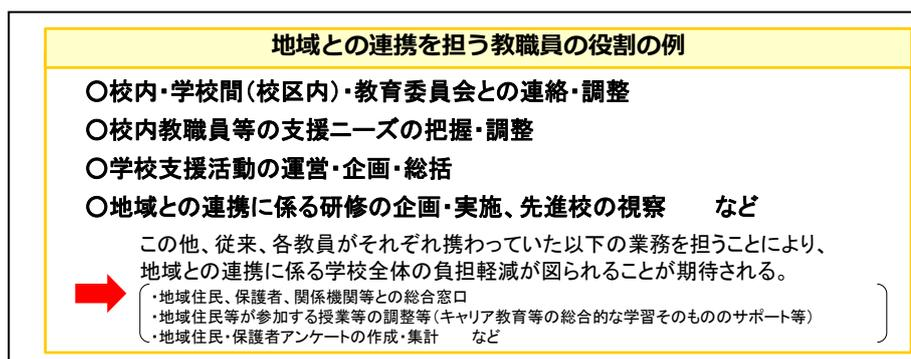 地域との連携を担う教職員の役割の例
○校内・学校間(校区内)・教育委員会との連絡・調整
○校内教職員等の支援ニーズの把握・調整
○学校支援活動の運営・企画・総括
○地域との連携に係る研修の企画・実施、先進校の視察　　など
この他、従来、各教員がそれぞれ携わっていた以下の業務を担うことにより、
地域との連携に係る学校全体の負担軽減が図られることが期待される。
・地域住民、保護者、関係機関等との総合窓口
・地域住民等が参加する授業等の調整等(キャリア教育等の総合的な学習そのもののサポート等)
・地域住民・保護者アンケートの作成・集計　　など